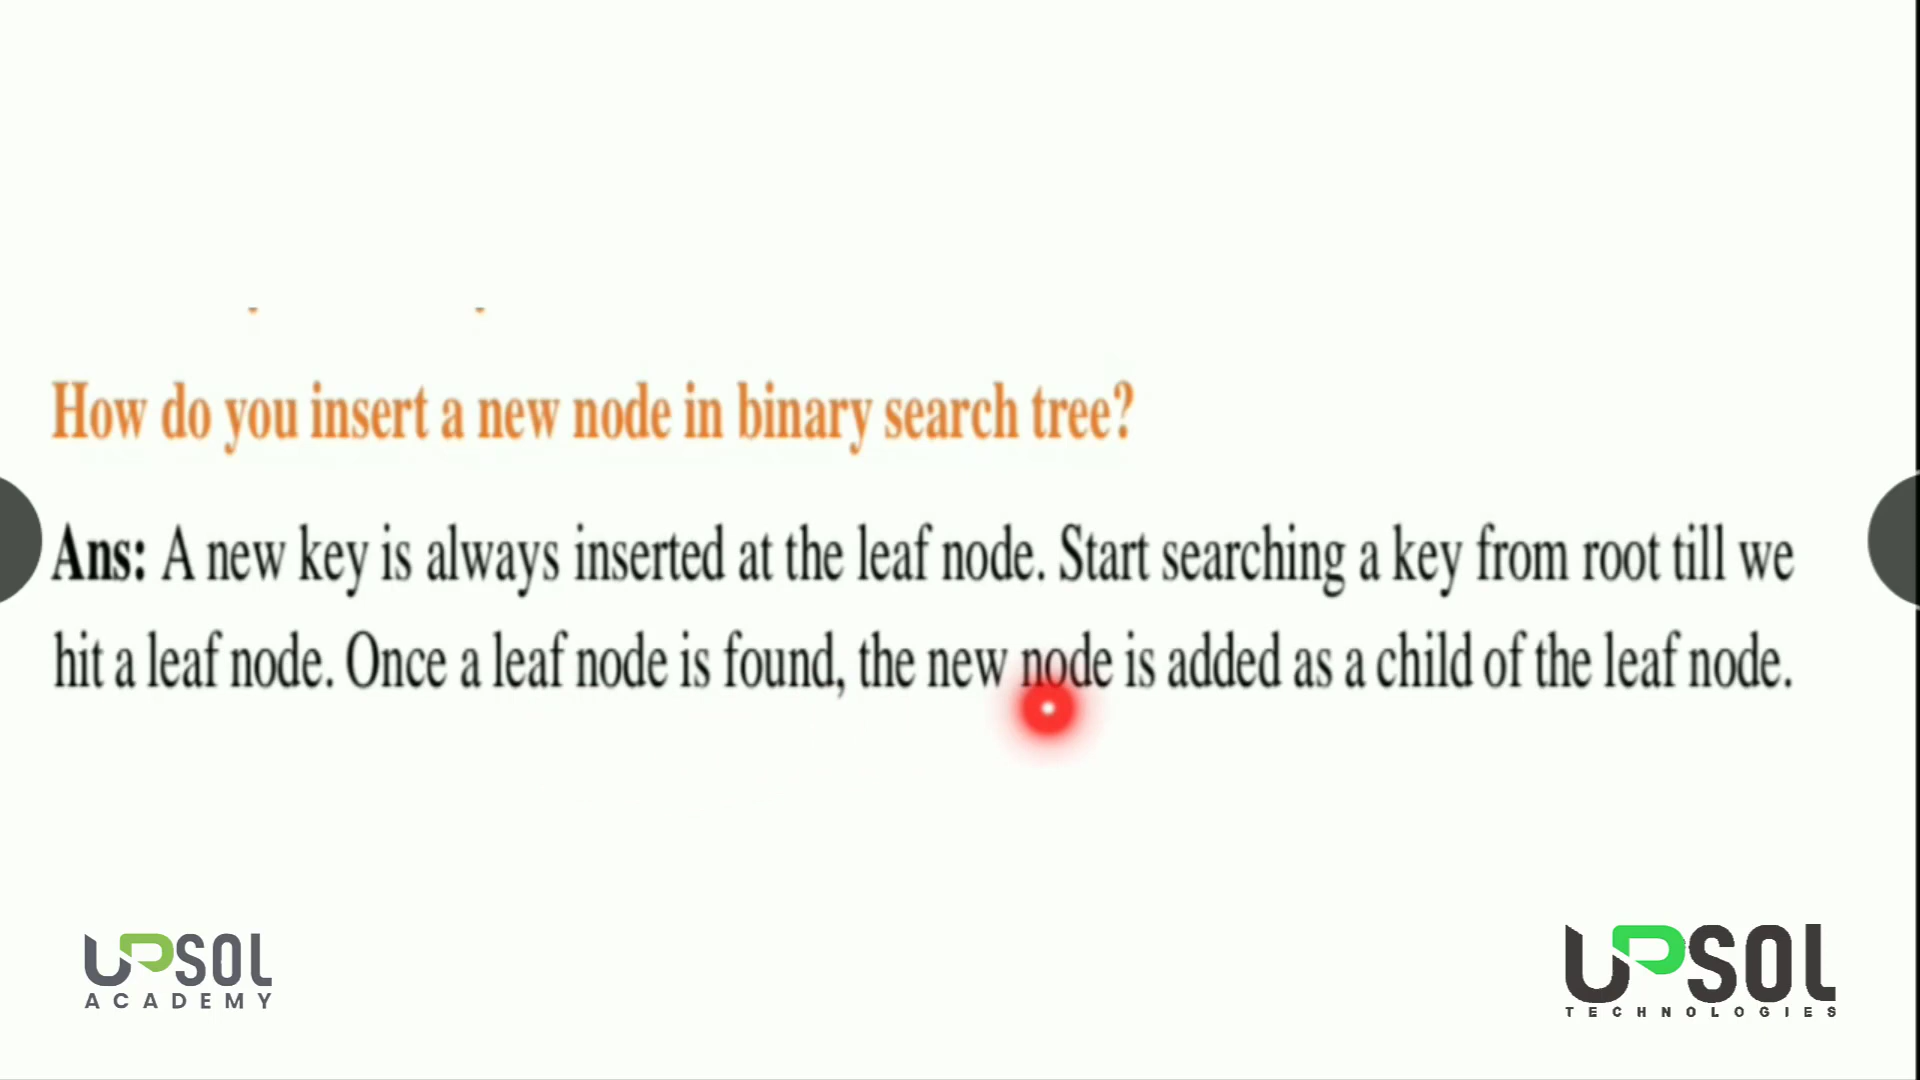 How do you insert a new node in binary search tree?
Ans: A new key is always inserted at the leaf node. Start searching a key from root till we
hit a leaf node. Once a leaf node is found, the new node is added as a child of the leaf node.
UPSOL
ACADEMY
UPSOL
TECHNOLOGIES